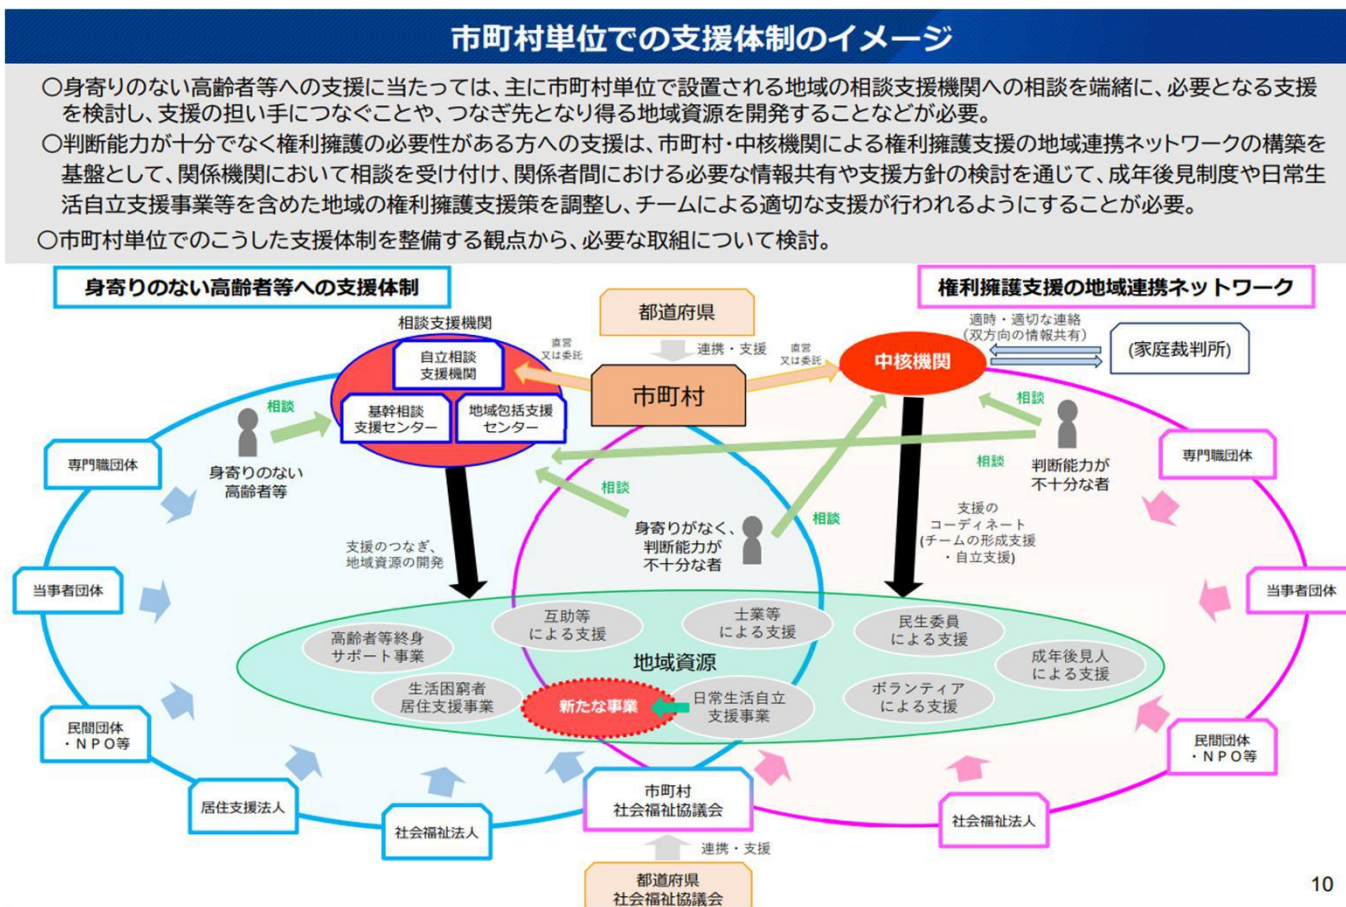 市町村単位での支援体制のイメージ
○身寄りのない高齢者等への支援に当たっては、主に市町村単位で設置される地域の相談支援機関への相談を端緒に、必要となる支援
を検討し、支援の担い手につなぐことや、つなぎ先となり得る地域資源を開発することなどが必要。
○判断能力が十分でなく権利擁護の必要性がある方への支援は、市町村・中核機関による権利擁護支援の地域連携ネットワークの構築を
基盤として、関係機関において相談を受け付け、関係者間における必要な情報共有や支援方針の検討を通じて、成年後見制度や日常生
活自立支援事業等を含めた地域の権利擁護支援策を調整し、チームによる適切な支援が行われるようにすることが必要。
○市町村単位でのこうした支援体制を整備する観点から、必要な取組について検討。
身寄りのない高齢者等への支援体制
権利擁護支援の地域連携ネットワーク
都道府県
連携・支援
市町村
相談支援機関
自立相談
支援機関
基幹相談
支援センター
地域包括支援
センター
直営
又は委託
直営
又は委託
中核機関
適時・適切な連絡
(双方向の情報共有)
(家庭裁判所)
相談
身寄りのない
高齢者等
相談
相談
判断能力が
不十分な者
相談
身寄りがなく、
判断能力が
不十分な者
相談
支援のつなぎ、
地域資源の開発
支援の
コーディネート
(チームの形成支援
・自立支援)
専門職団体
当事者団体
民間団体
・NPO等
居住支援法人
社会福祉法人
専門職団体
当事者団体
民間団体
・NPO等
社会福祉法人
互助等
による支援
士業等
による支援
民生委員
による支援
高齢者等終身
サポート事業
地域資源
成年後見人
による支援
生活困窮者
居住支援事業
新たな事業
日常生活自立
支援事業
ボランティア
による支援
市町村
社会福祉協議会
連携・支援
都道府県
社会福祉協議会
10